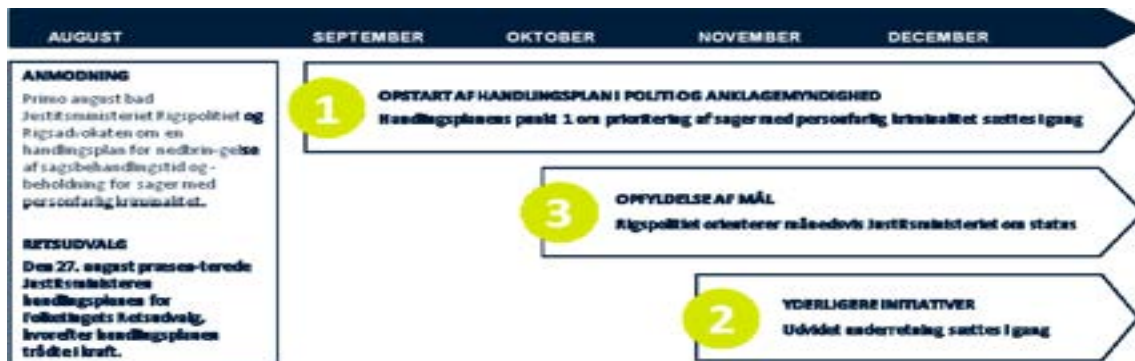 AUGUST SEPTEMBER OKTOBER NOVEMBER DECEMBER
ANMODNING
Primo august bad
Justitsministeriet Rigspolitiet og
Rigsadvokaten om en
handlingsplan for nedbrin-gelse
af sagsbehandlingstid og -
beholdning for sager med
personfarlig kriminalitet.
RETSUDVALG
Den 27. august præsen-terede
Justitsministeren
handlingsplanen for
Folketingets Retsudvalg,
hvorefter handlingsplanen
trådte i kraft.
1
OPSTART AF HANDLINGSPLAN I POLITI OG ANKLAGEMYNDIGHED
Handlingsplanens punkt 1 om prioritering af sager med personfarlig kriminalitet sættes i gang
3
OPFYLDELSE AF MÅL
Rigspolitiet orienterer månedsvis Justitsministeriet om status
2
YDERLIGERE INITIATIVER
Udvidet underretning sættes i gang